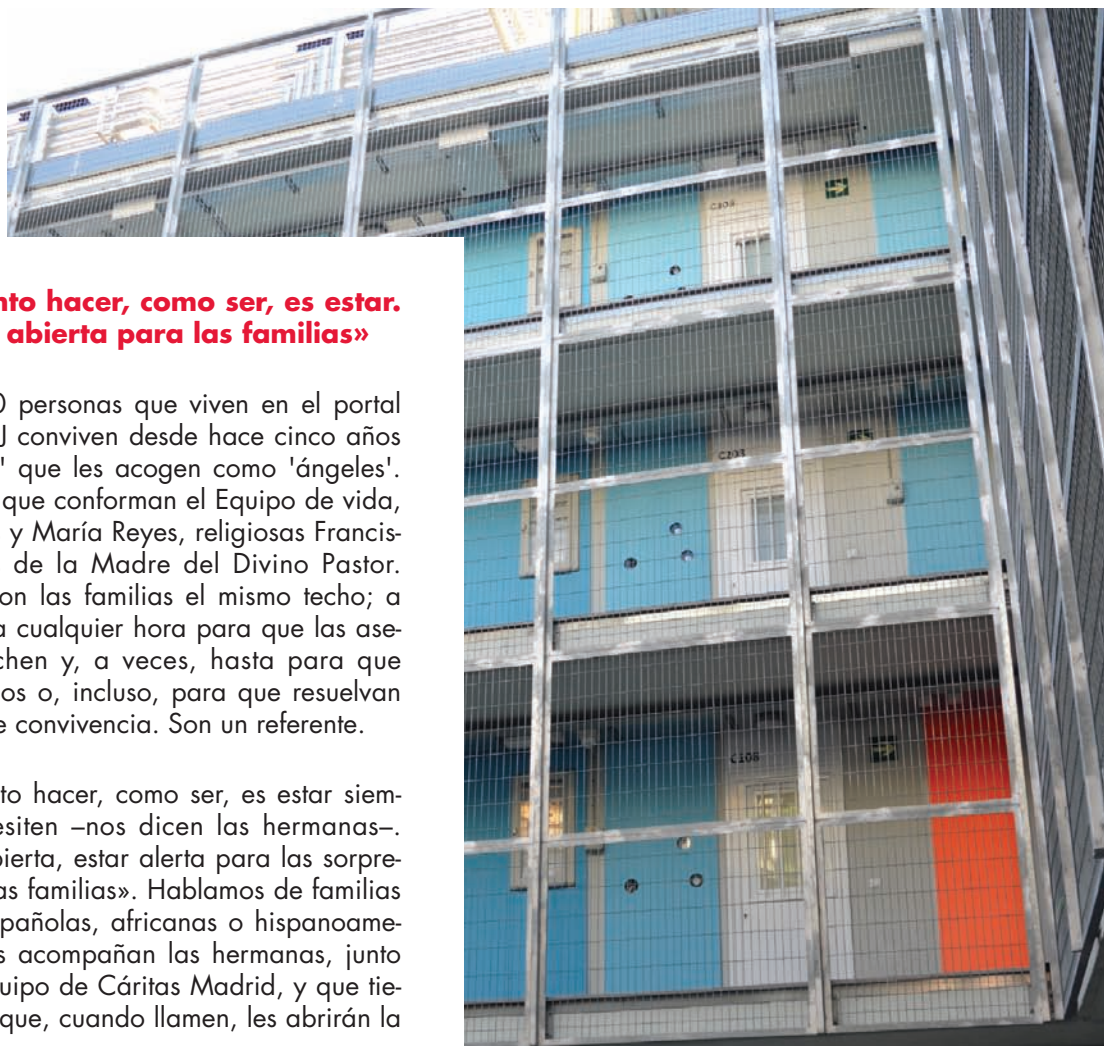 nto hacer, como ser, es estar.
abierta para las familias»
0 personas que viven en el portal
J conviven desde hace cinco años
' que les acogen como 'ángeles'.
que conforman el Equipo de vida,
y María Reyes, religiosas Francis-
de la Madre del Divino Pastor.
on las familias el mismo techo; a
a cualquier hora para que las ase-
chen y, a veces, hasta para que
os o, incluso, para que resuelvan
e convivencia. Son un referente.
to hacer, como ser, es estar siem-
esiten –nos dicen las hermanas–.
bierta, estar alerta para las sorpre-
as familias». Hablamos de familias
pañolas, africanas o hispanoame-
s acompañan las hermanas, junto
quipo de Cáritas Madrid, y que tie-
que, cuando llamen, les abrirán la
C303
C203
C103